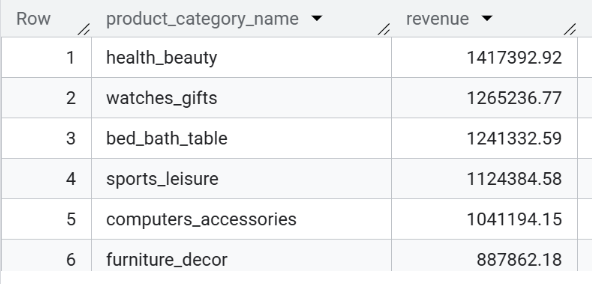 Row product_category_name revenue
1 health_beauty 1417392.92
2 watches_gifts 1265236.77
3 bed_bath_table 1241332.59
4 sports_leisure 1124384.58
5 computers_accessories 1041194.15
6 furniture_decor 887862.18